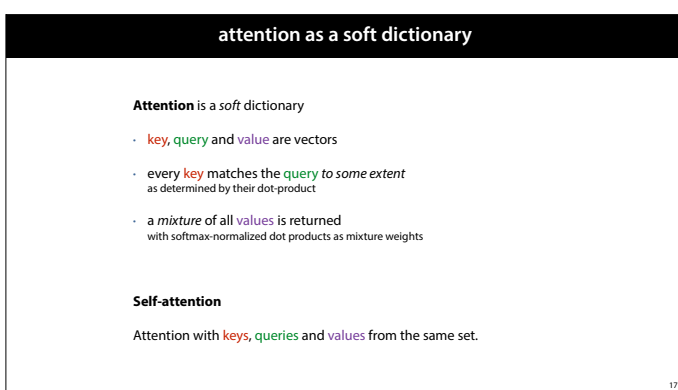 attention as a soft dictionary
Attention is a soft dictionary
· key, query and value are vectors
· every key matches the query to some extent
as determined by their dot-product
· a mixture of all values is returned
with softmax-normalized dot products as mixture weights
Self-attention
Attention with keys, queries and values from the same set.
17